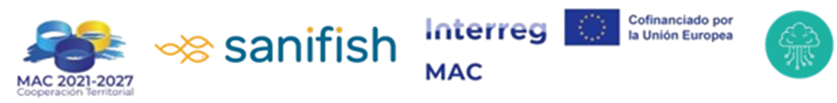 MAC 2021-2027
Cooperación Territorial
sanifish
Interreg
MAC
Cofinanciado por
la Unión Europea